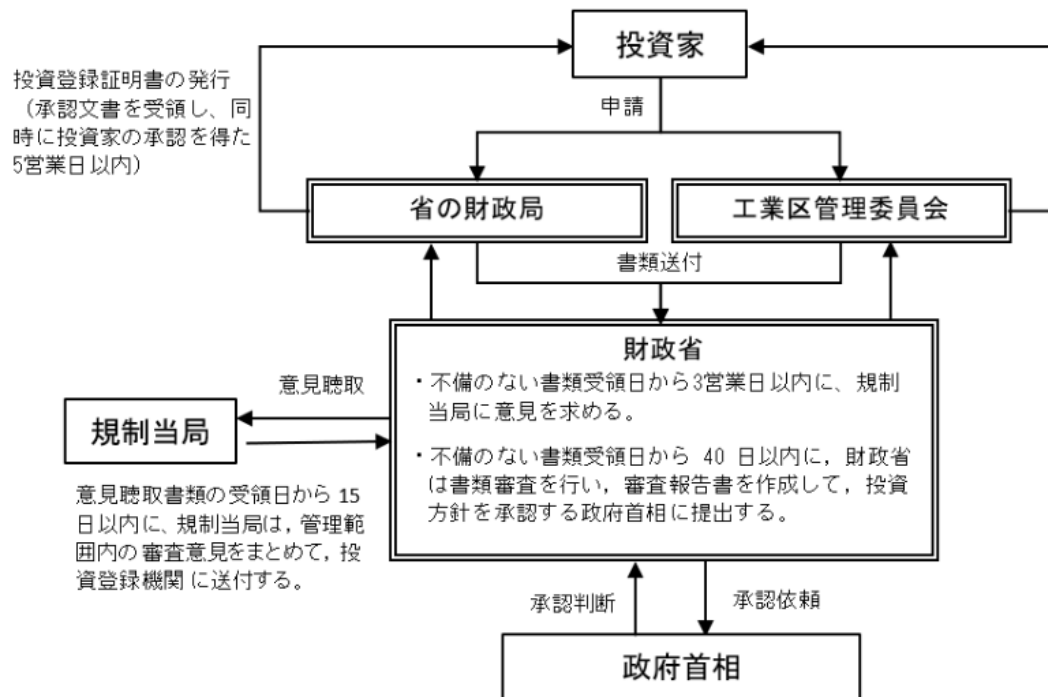 投資家
投資登録証明書の発行
（承認文書を受領し、同
時に投資家の承認を得た
5営業日以内）
申請
省の財政局
工業区管理委員会
書類送付
財政省
・不備のない書類受領日から3営業日以内に、規制
当局に意見を求める。
・不備のない書類受領日から 40 日以内に，財政省
は書類審査を行い，審査報告書を作成して，投資
方針を承認する政府首相に提出する。
意見聴取
規制当局
意見聴取書類の受領日から 15
日以内に、規制当局は，管理範
囲内の審査意見をまとめて，投
資登録機関に送付する。
承認判断
承認依頼
政府首相